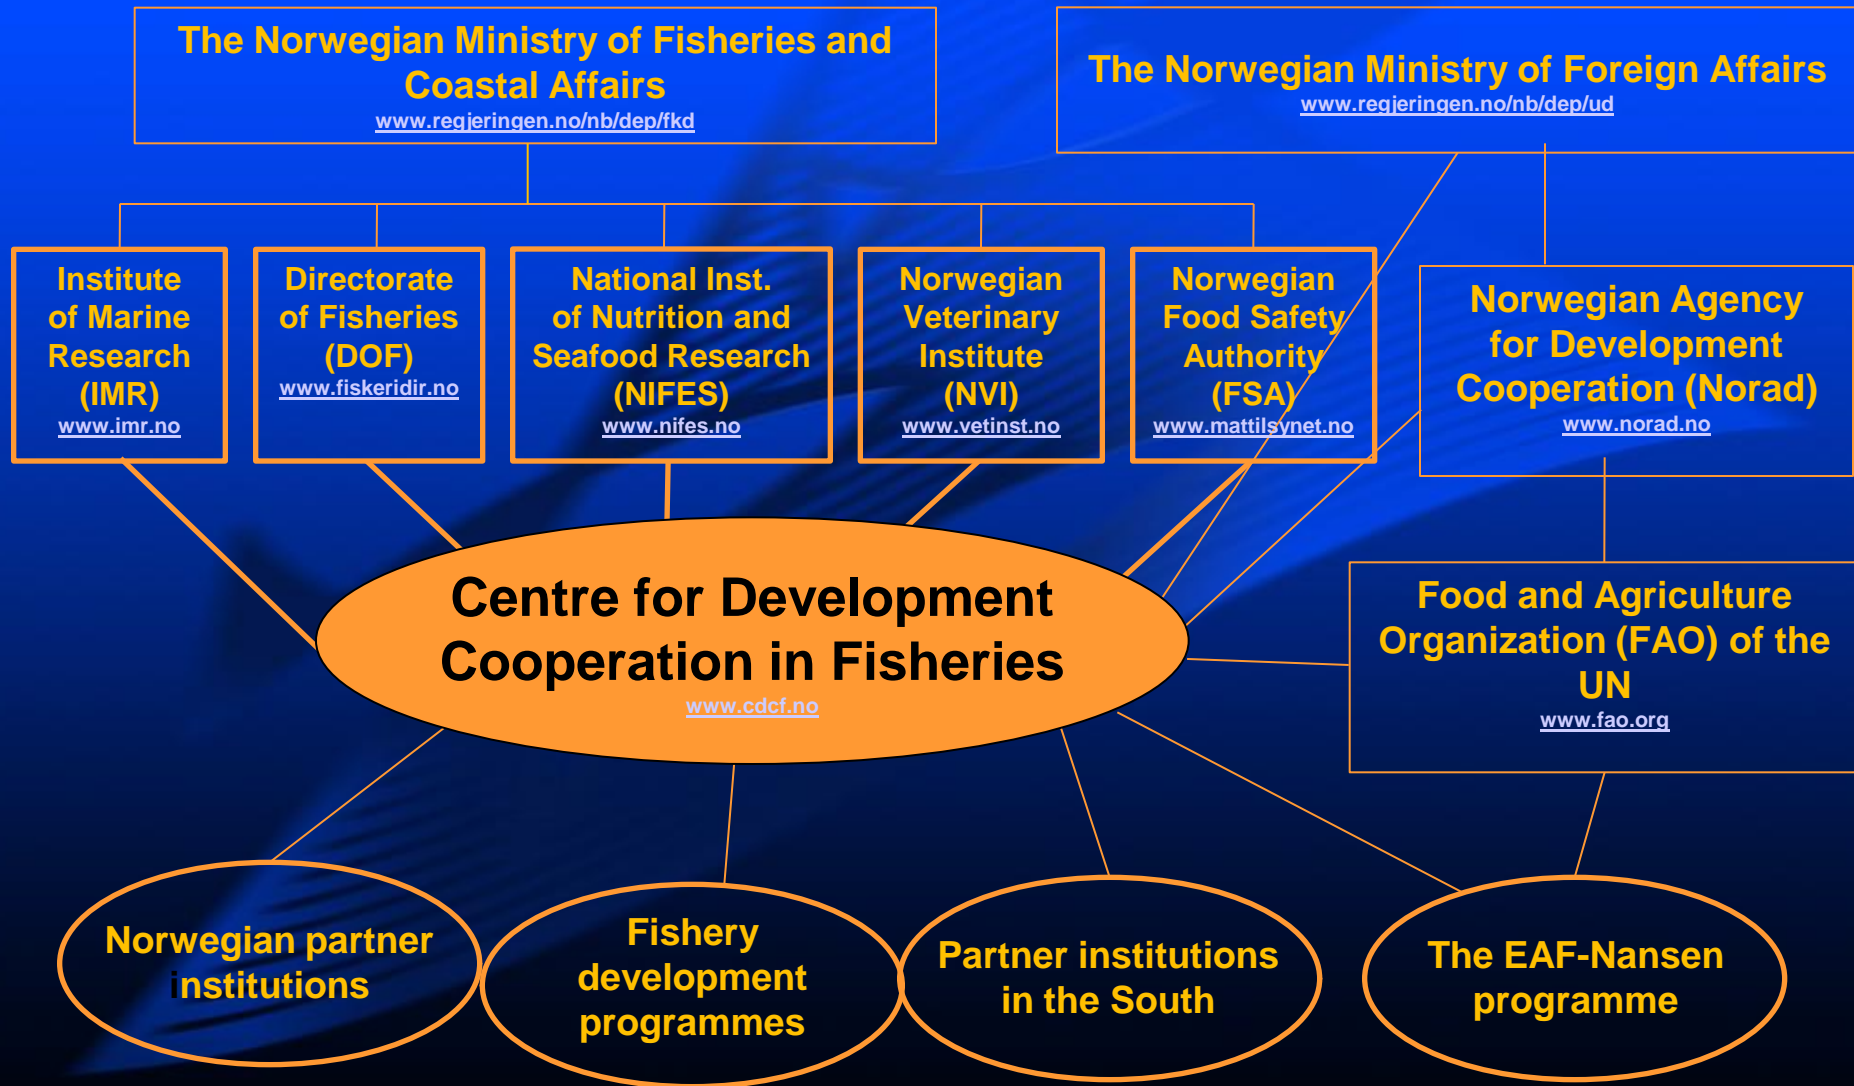 The Norwegian Ministry of Fisheries and
Coastal Affairs
www.regjeringen.no/nb/dep/fkd
The Norwegian Ministry of Foreign Affairs
www.regjeringen.no/nb/dep/ud
Institute
of Marine
Research
(IMR)
www.imr.no
Directorate
of Fisheries
(DOF)
www.fiskeridir.no
National Inst.
of Nutrition and
Seafood Research
(NIFES)
www.nifes.no
Norwegian
Veterinary
Institute
(NVI)
www.vetinst.no
Norwegian
Food Safety
Authority
(FSA)
www.mattilsynet.no
Norwegian Agency
for Development
Cooperation (Norad)
www.norad.no
Centre for Development
Cooperation in Fisheries
www.cdcf.no
Food and Agriculture
Organization (FAO) of the
UN
www.fao.org
Norwegian partner
institutions
Fishery
development
programmes
Partner institutions
in the South
The EAF-Nansen
programme